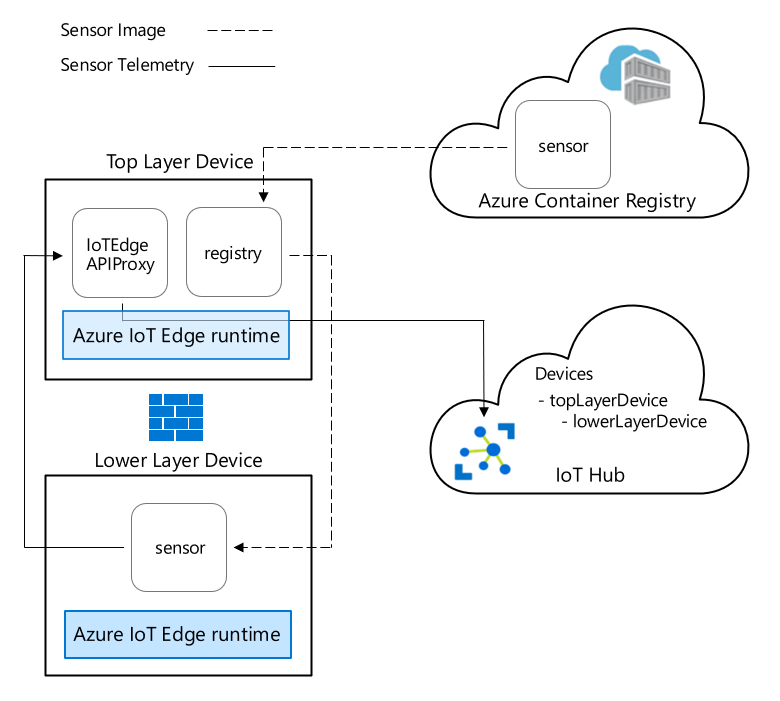 Sensor Image
Sensor Telemetry
sensor
Azure Container Registry
Top Layer Device
IoTEdge
APIProxy
registry
Azure IoT Edge runtime
Devices
- topLayerDevice
- lowerLayerDevice
IoT Hub
Lower Layer Device
sensor
Azure IoT Edge runtime